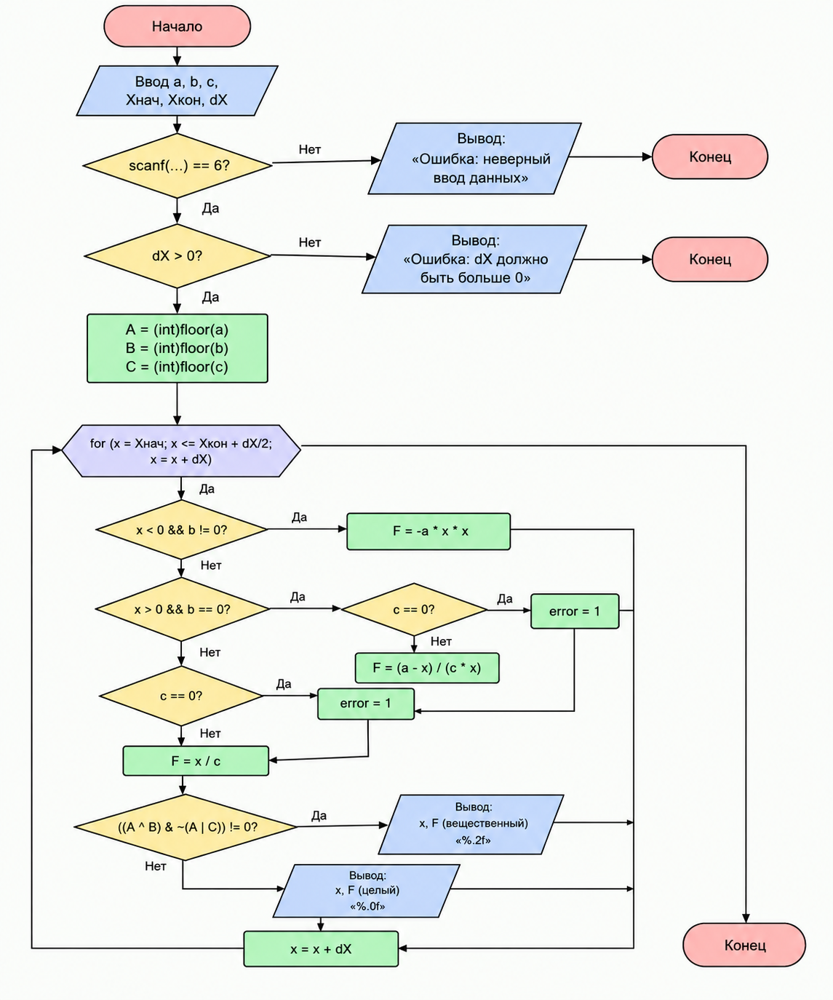 Начало
Ввод a, b, c,
Хнач, Хкон, dX
scanf(...) == 6?
Нет
Вывод:
«Ошибка: неверный
ввод данных»
Конец
Да
dX > 0?
Нет
Вывод:
«Ошибка: dX должно
быть больше 0»
Конец
Да
A = (int)floor(a)
B = (int)floor(b)
C = (int)floor(c)
for (x = Хнач; x <= Хкон + dX/2;
x = x + dX)
Да
x < 0 && b != 0?
Да
F = -a * x * x
Нет
x > 0 && b == 0?
Да
c == 0?
Да
error = 1
Нет
F = (a - x) / (c * x)
Нет
c == 0?
Да
error = 1
Нет
F = x / c
((A ^ B) & ~(A | C)) != 0?
Да
Вывод:
x, F (вещественный)
«%.2f»
Нет
Вывод:
x, F (целый)
«%.0f»
x = x + dX
Конец